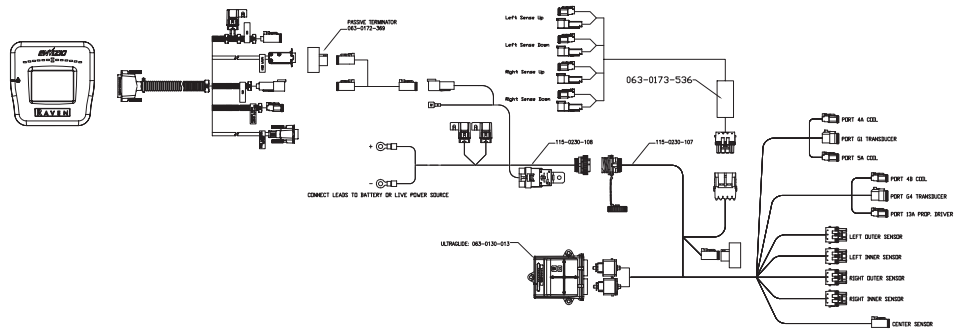 RAVEN
PASSIVE TERMINATOR
063-0172-369
Left Sense Up
Left Sense Down
Right Sense Up
Right Sense Down
063-0173-536
PORT 4A COIL
PORT G1 TRANSDUCER
PORT 5A COIL
115-0230-108
115-0230-107
+
-
CONNECT LEADS TO BATTERY OR LIVE POWER SOURCE
PORT 4B COIL
PORT G4 TRANSDUCER
PORT 13A PROP. DRIVER
LEFT OUTER SENSOR
ULTRAGLIDE: 063-0130-013
LEFT INNER SENSOR
RIGHT OUTER SENSOR
RIGHT INNER SENSOR
CENTER SENSOR